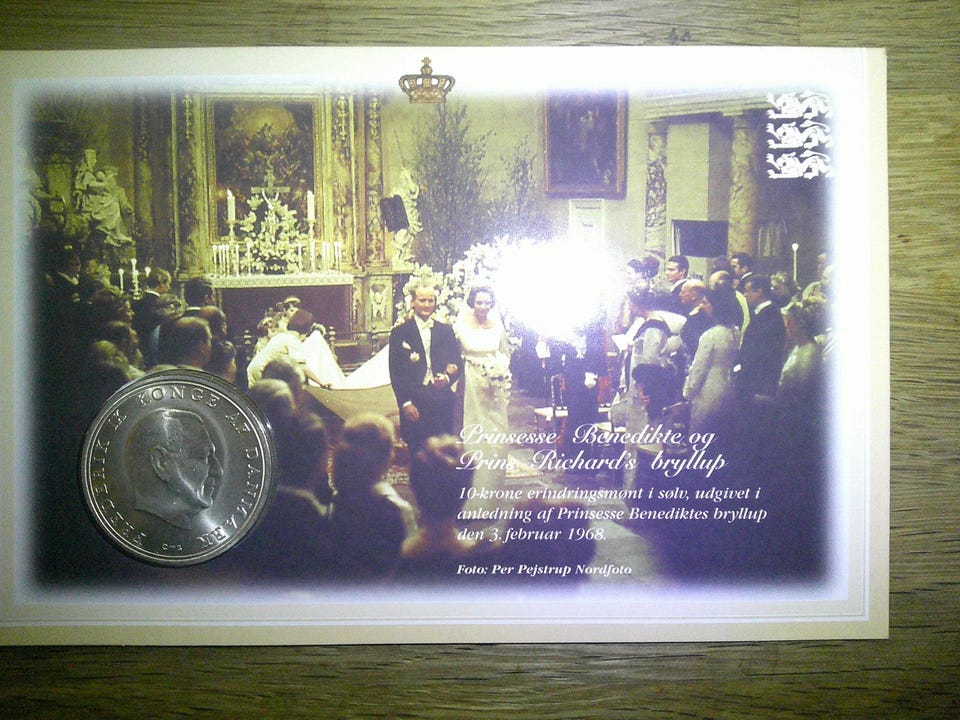 FREDERIK IX KONGE AF DANMARK
C♥S
Prinsesse Benedikte og
Prins Richard's bryllup
10-krone erindringsmønt i sølv, udgivet i
anledning af Prinsesse Benediktes bryllup
den 3. februar 1968.
Foto: Per Pejstrup Nordfoto